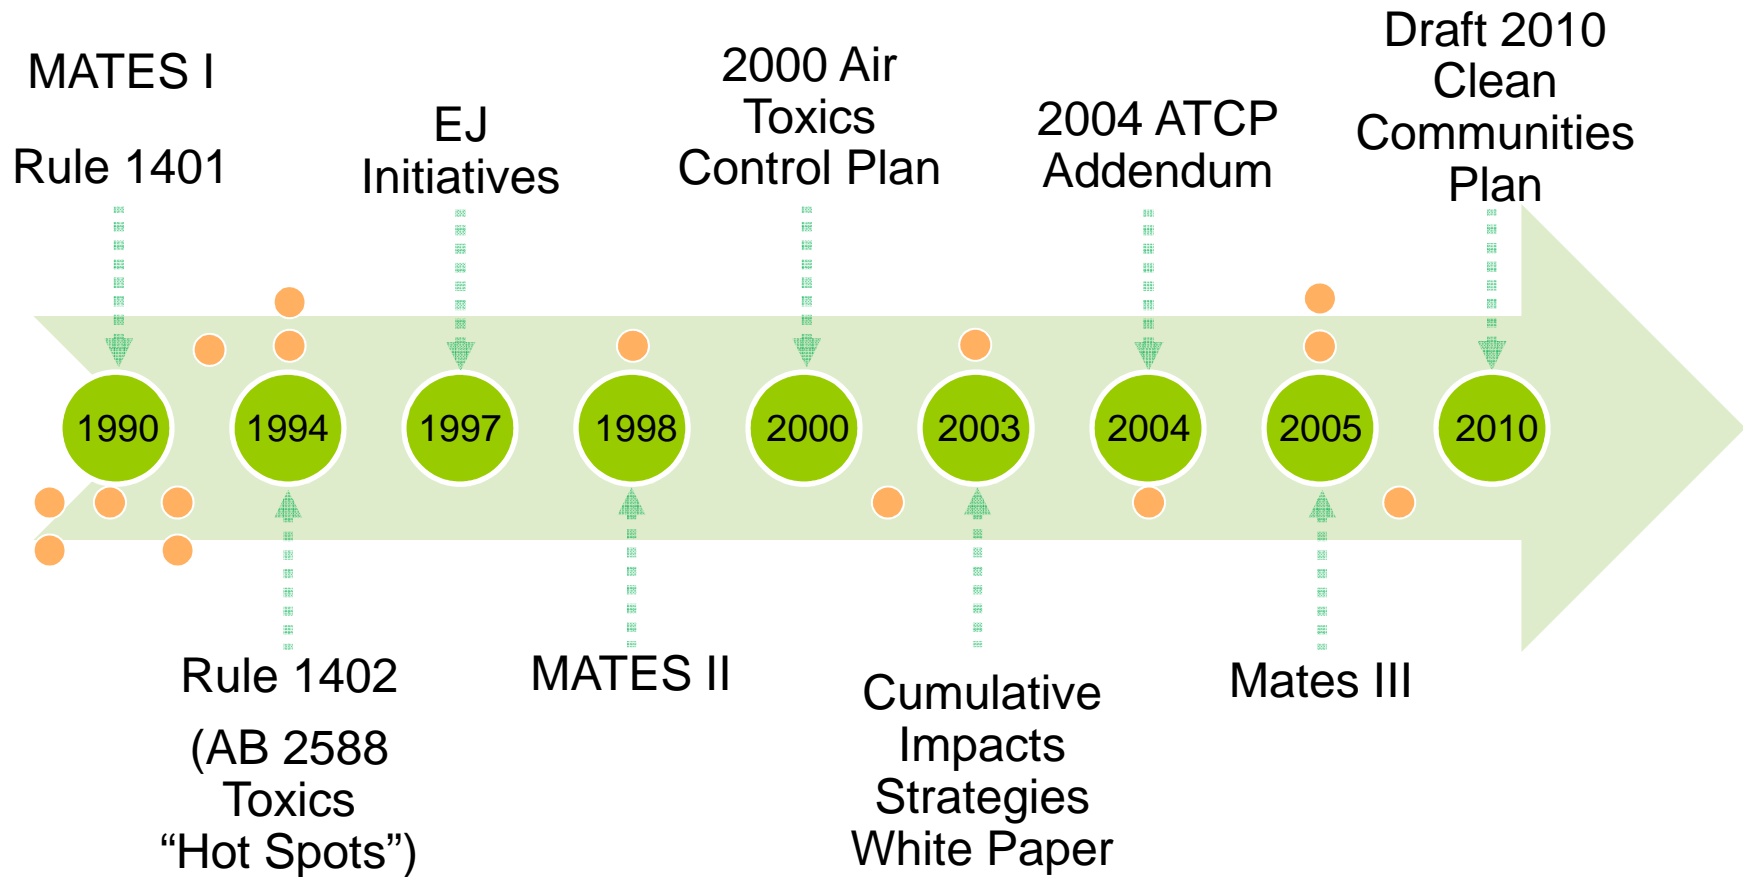 MATES I
Rule 1401
EJ
Initiatives
2000 Air
Toxics
Control Plan
2004 ATCP
Addendum
Draft 2010
Clean
Communities
Plan
1990
1994
1997
1998
2000
2003
2004
2005
2010
Rule 1402
(AB 2588
Toxics
“Hot Spots”)
MATES II
Cumulative
Impacts
Strategies
White Paper
Mates III